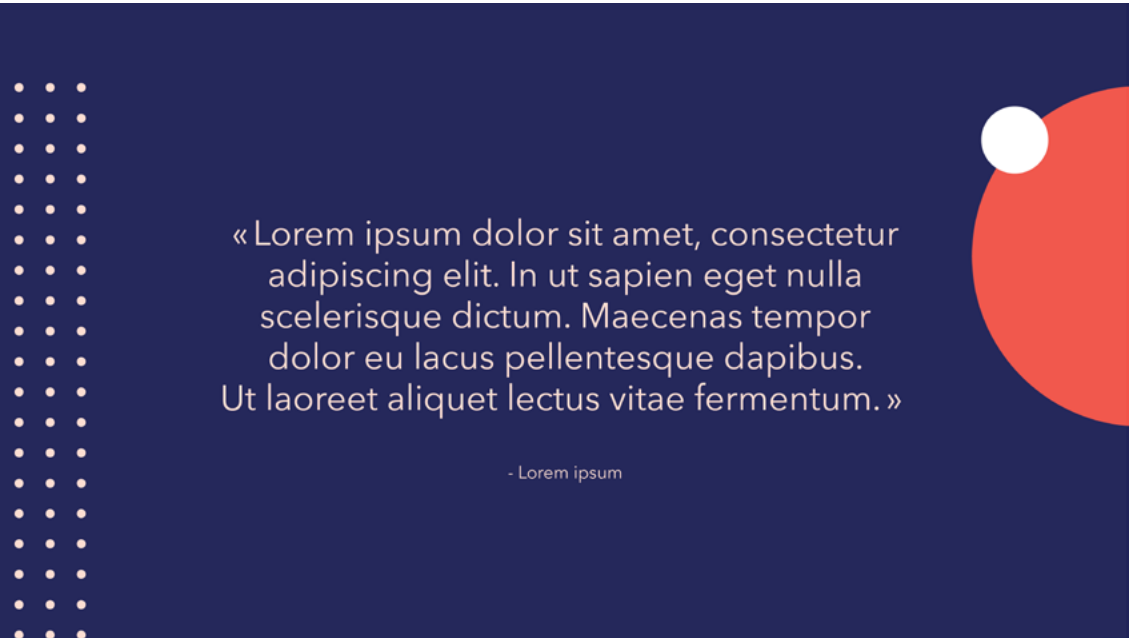 «Lorem ipsum dolor sit amet, consectetur
adipiscing elit. In ut sapien eget nulla
scelerisque dictum. Maecenas tempor
dolor eu lacus pellentesque dapibus.
Ut laoreet aliquet lectus vitae fermentum.»
- Lorem ipsum